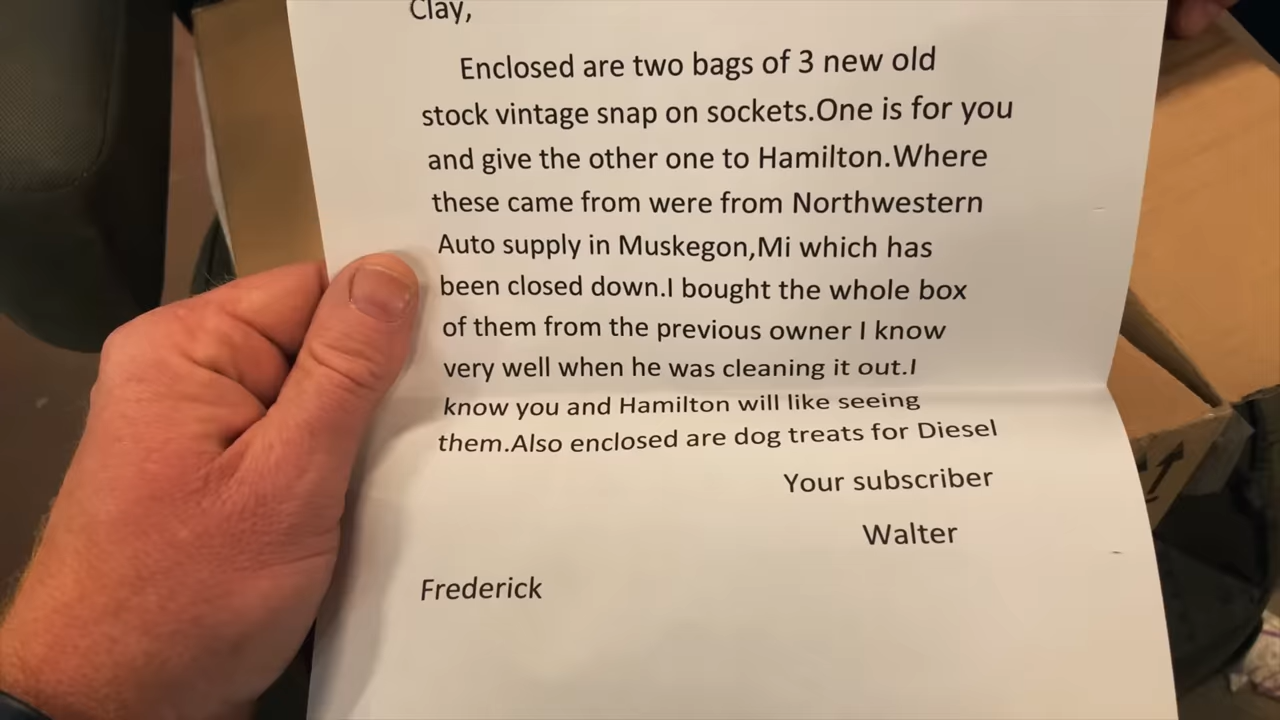 Clay,
Enclosed are two bags of 3 new old
stock vintage snap on sockets.One is for you
and give the other one to Hamilton.Where
these came from were from Northwestern
Auto supply in Muskegon,Mi which has
been closed down.I bought the whole box
of them from the previous owner I know
very well when he was cleaning it out.I
know you and Hamilton will like seeing
them.Also enclosed are dog treats for Diesel
Your subscriber
Walter
Frederick